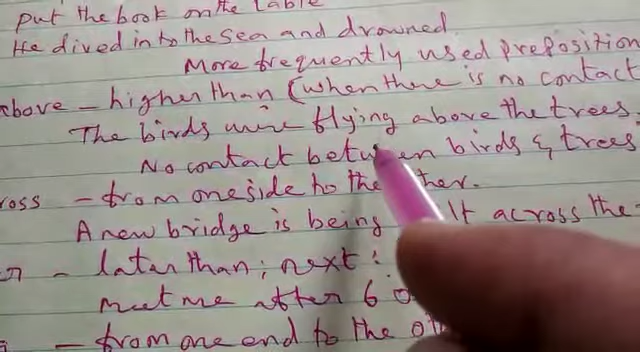 Put the book on the table
He dived into the sea and drowned.
More frequently used preposition
above - higher than (when there is no contact
The birds were flying above the trees.
No contact between birds & trees
ross - from one side to the other.
A new bridge is being built across the
- later than; next:
meet me after 6 o
- from one end to the ot